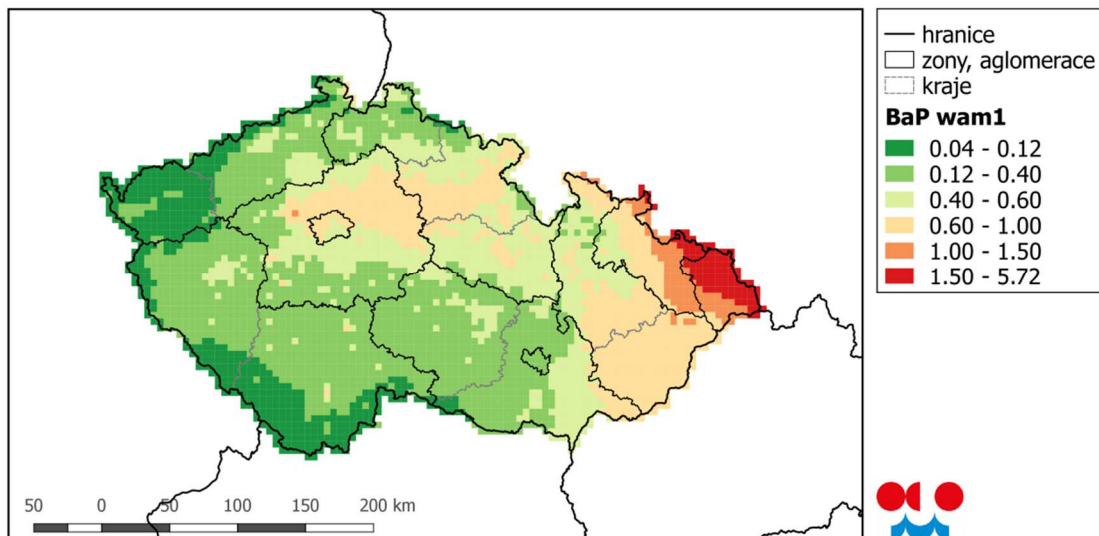 hranice
zony, aglomerace
kraje
BaP wam1
0.04 - 0.12
0.12 - 0.40
0.40 - 0.60
0.60 - 1.00
1.00 - 1.50
1.50 - 5.72
50 0 50 100 150 200 km